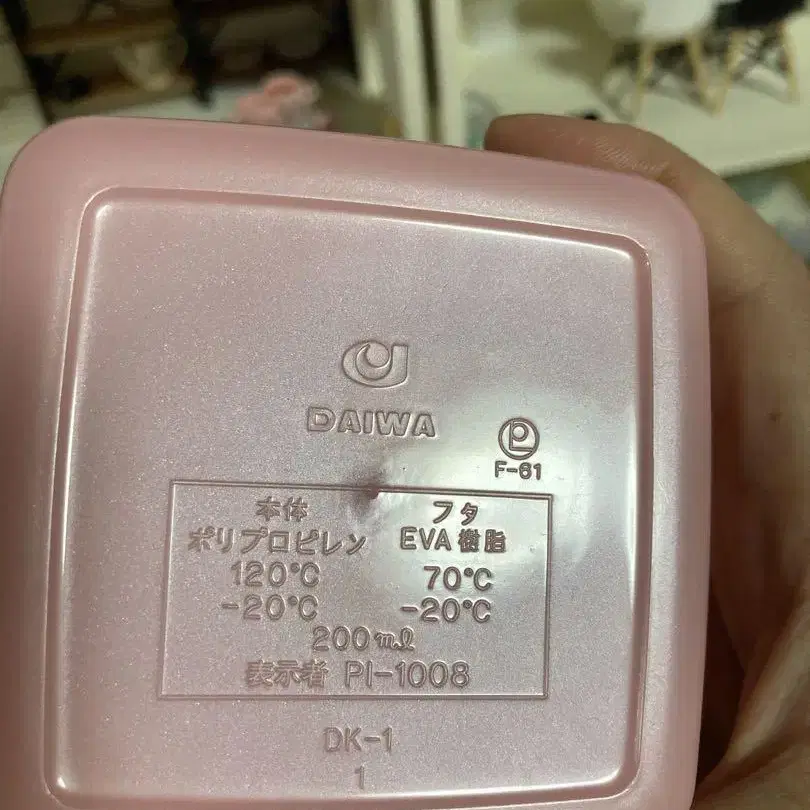 DAIWA
F-61
本体 フタ
ポリプロピレン EVA樹脂
120℃ 70℃
-20℃ -20℃
200ml
表示者 PI-1008
DK-1
1